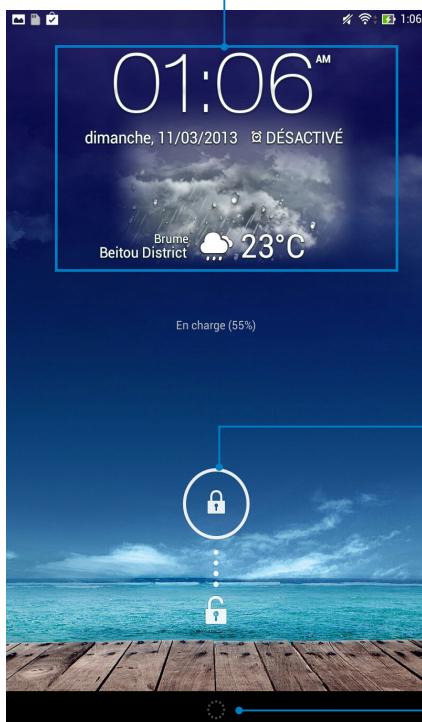 1:06
01:06 AM
dimanche, 11/03/2013 DÉSACTIVÉ
Brume
Beitou District 23°C
En charge (55%)